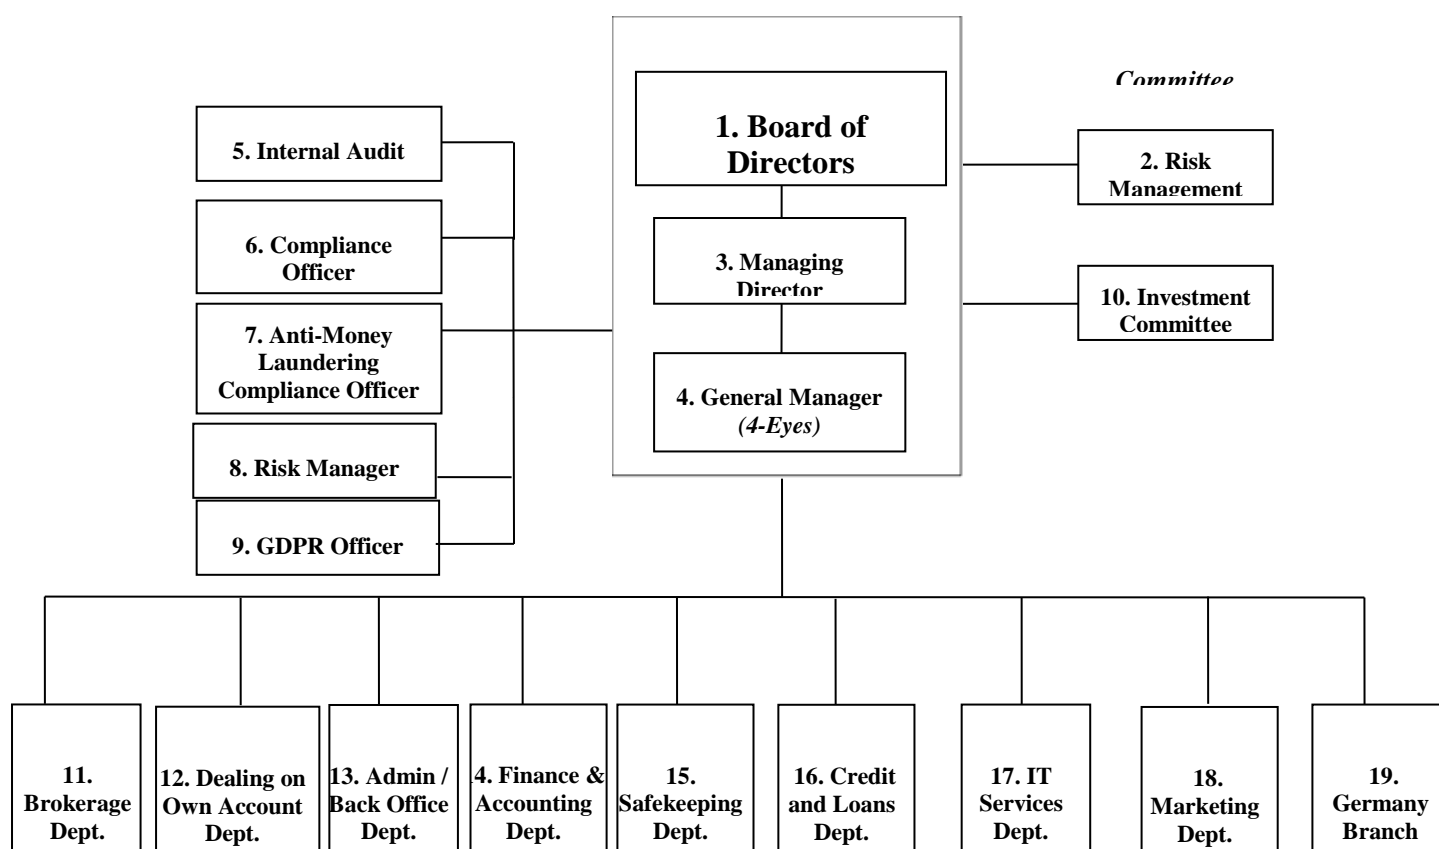 Committee
1. Board of
Directors
5. Internal Audit
2. Risk
Management
6. Compliance
Officer
3. Managing
Director
10. Investment
Committee
7. Anti-Money
Laundering
Compliance Officer
4. General Manager
(4-Eyes)
8. Risk Manager
9. GDPR Officer
11.
Brokerage
Dept.
12. Dealing on
Own Account
Dept.
13. Admin /
Back Office
Dept.
4. Finance &
Accounting
Dept.
15.
Safekeeping
Dept.
16. Credit
and Loans
Dept.
17. IT
Services
Dept.
18.
Marketing
Dept.
19.
Germany
Branch